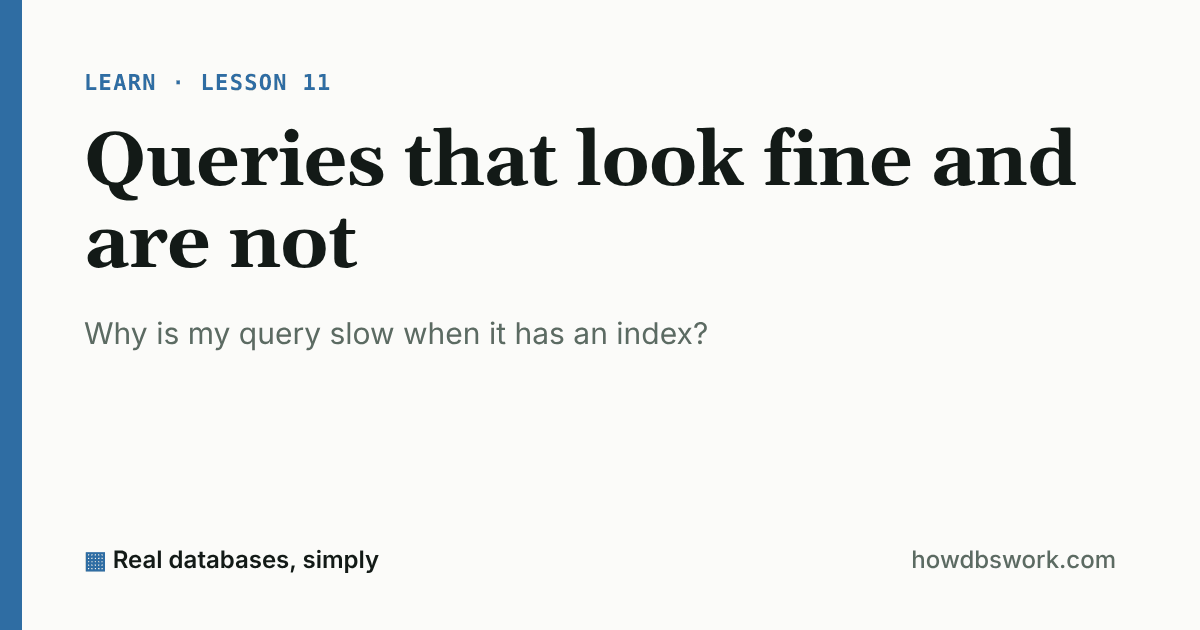 LEARN · LESSON 11
Queries that look fine and
are not
Why is my query slow when it has an index?
Real databases, simply
howdbswork.com